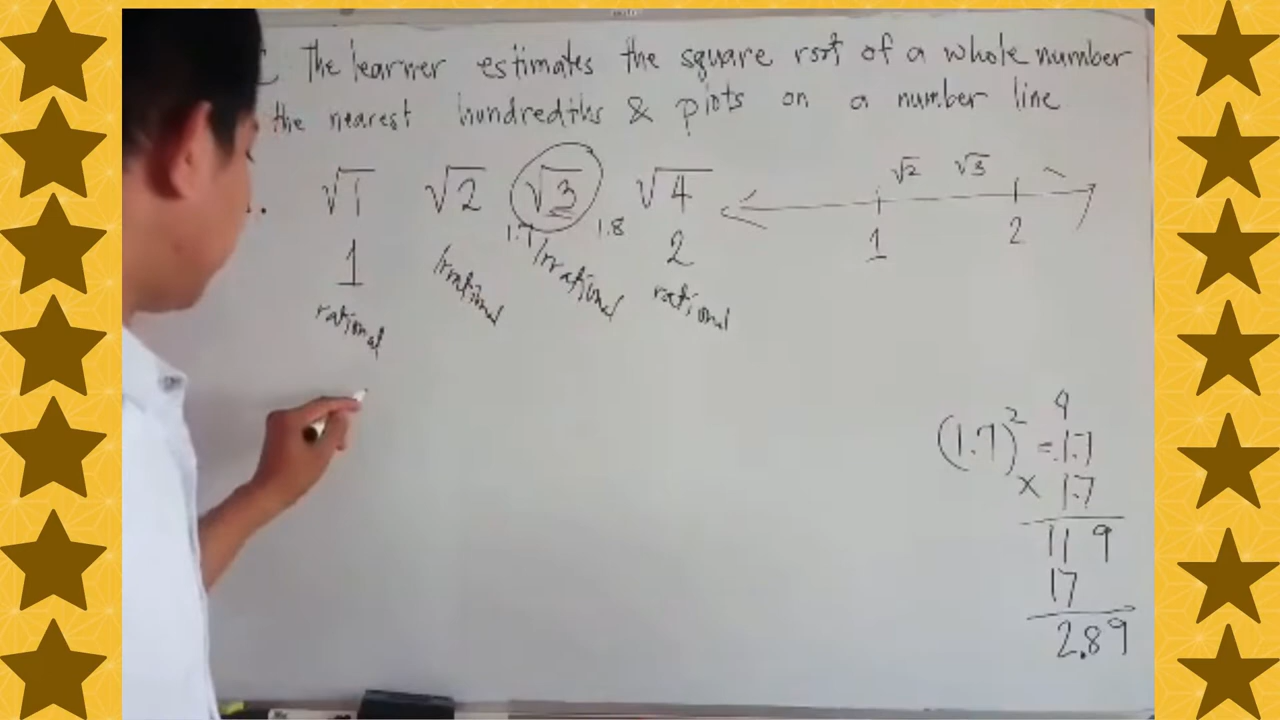 The learner estimates the square root of a whole number
the nearest hundredths & plots on a number line
√1 √2 √3 √4
1 1.7 1.8 2
rational Irrational Irrational rational
√2 √3
1 2
(1.7)² = 1.7
× 1.7
119
17
2.89